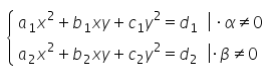 a₁x² + b₁xy + c₁y² = d₁ | · α ≠ 0
a₂x² + b₂xy + c₂y² = d₂ | · β ≠ 0